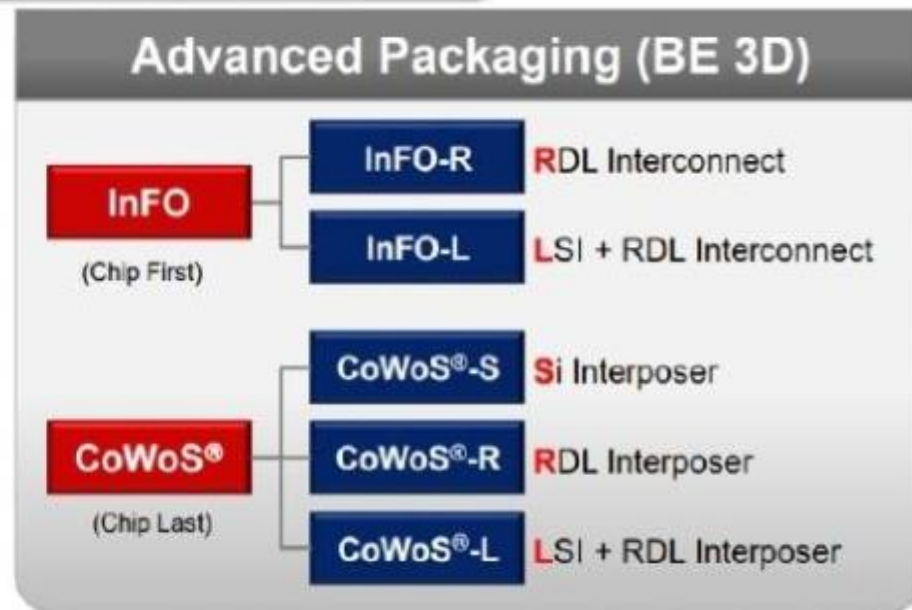 Advanced Packaging (BE 3D)
InFO
(Chip First)
InFO-R RDL Interconnect
InFO-L LSI + RDL Interconnect
CoWoS®
(Chip Last)
CoWoS®-S Si Interposer
CoWoS®-R RDL Interposer
CoWoS®-L LSI + RDL Interposer